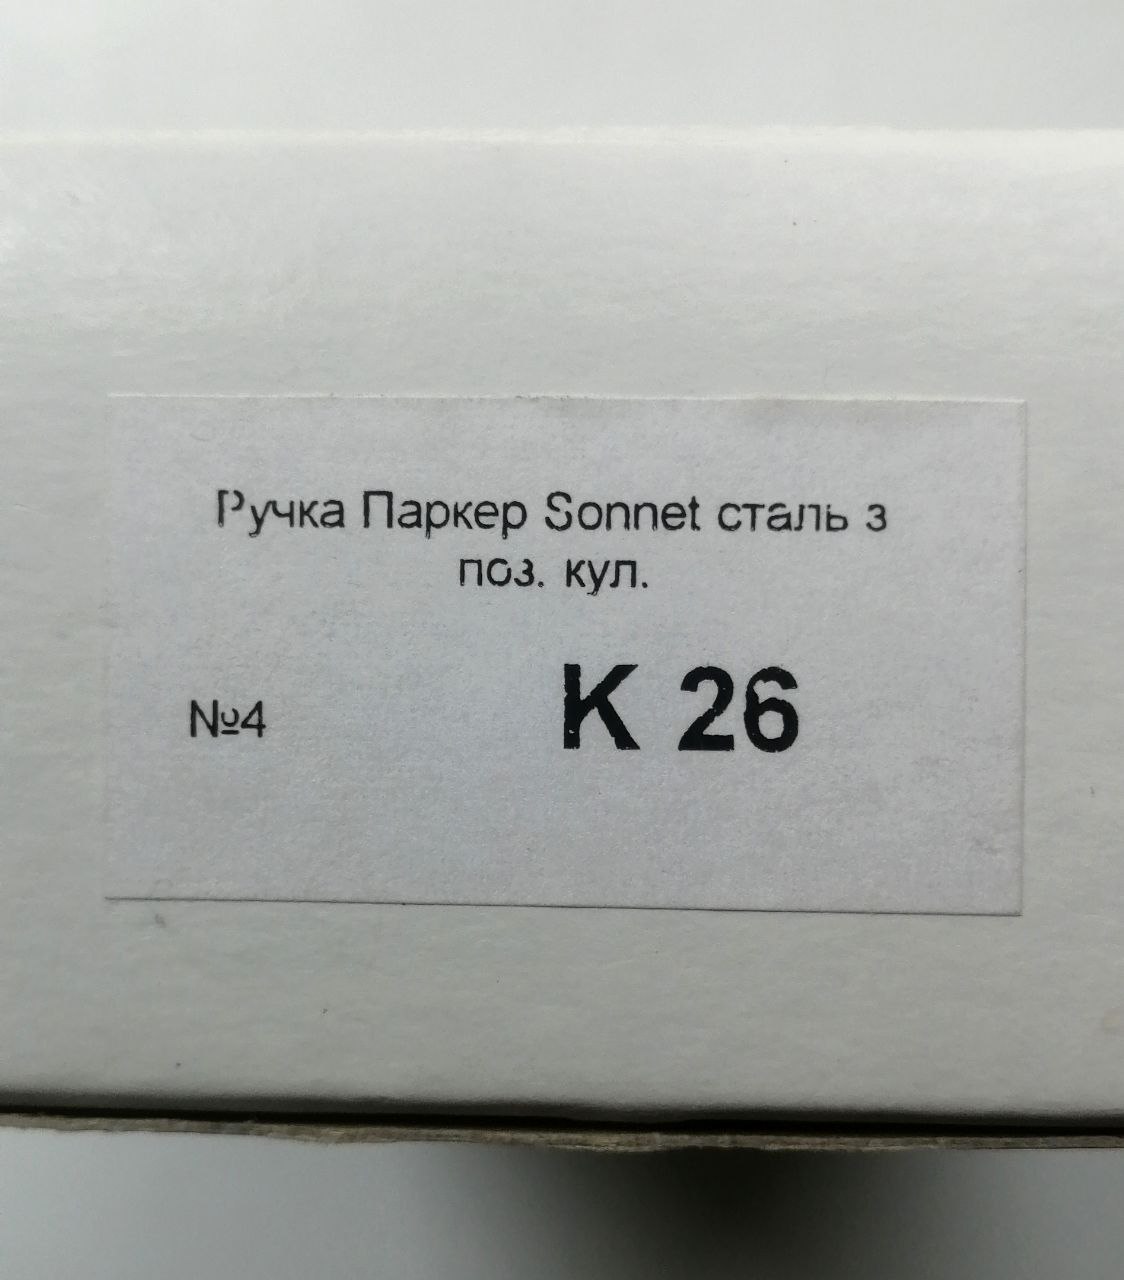 Ручка Паркер Sonnet сталь з
поз. кул.
№4 К 26